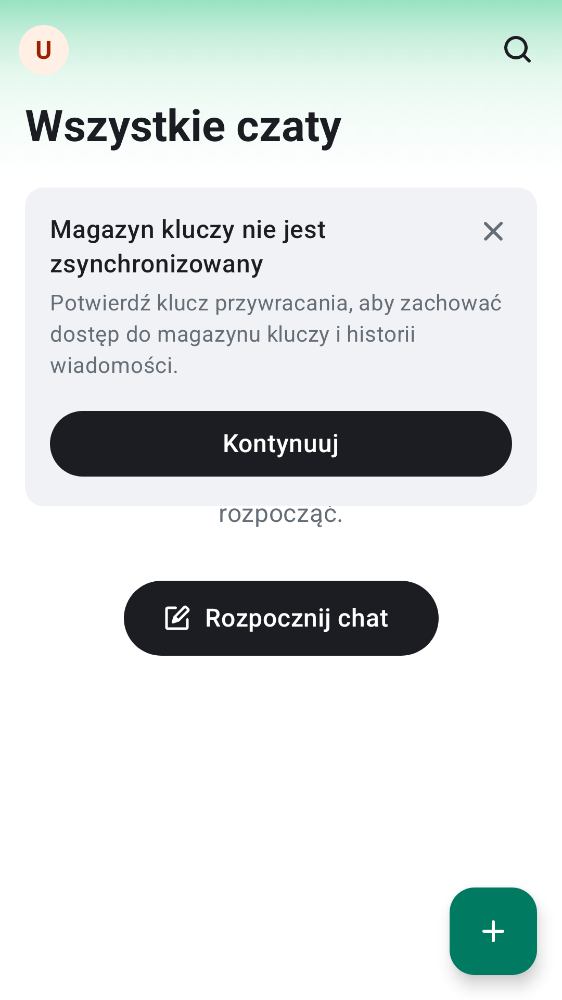 U
Wszystkie czaty
Magazyn kluczy nie jest
zsynchronizowany
Potwierdź klucz przywracania, aby zachować
dostęp do magazynu kluczy i historii
wiadomości.
Kontynuuj
rozpocząć.
Rozpocznij chat